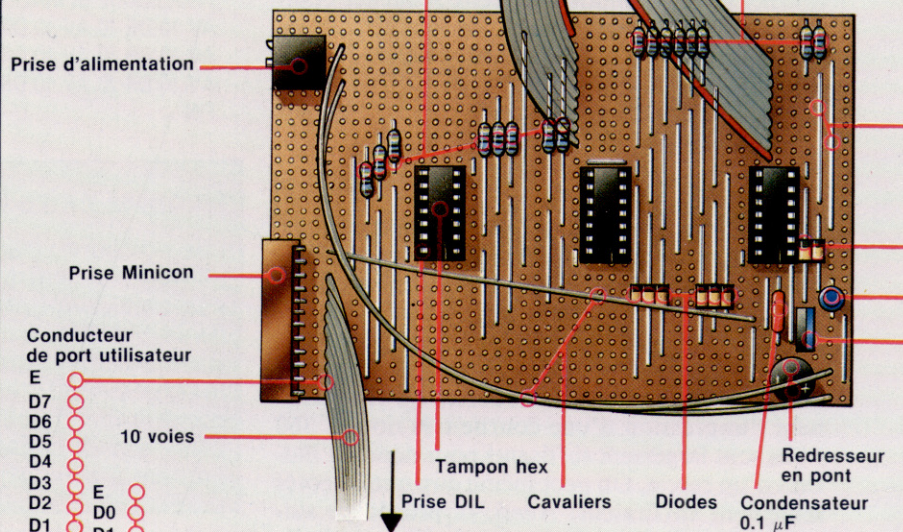 Prise d'alimentation
Prise Minicon
Conducteur
de port utilisateur
E
D7
D6
D5
D4
D3
D2
D1
E
D0
D1
10 voies
Tampon hex
Prise DIL
Cavaliers
Diodes
Redresseur
en pont
Condensateur
0.1 µF